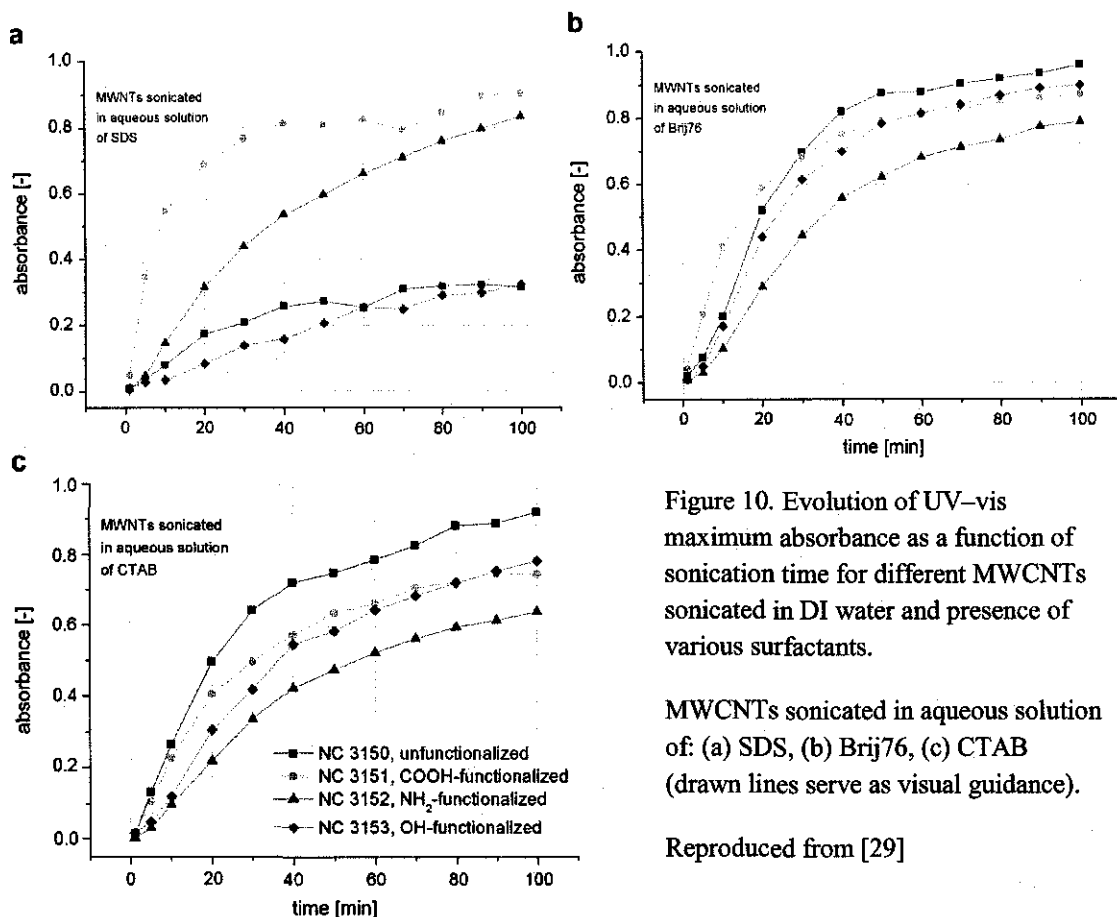 a
1.0
0.8
0.6
0.4
0.2
0.0
absorbance [-]
MWNTs sonicated
in aqueous solution
of SDS
0 20 40 60 80 100
b
1.0
0.8
0.6
0.4
0.2
0.0
absorbance [-]
MWNTs sonicated
in aqueous solution
of Brij76
0 20 40 60 80 100
time [min]
c
1.0
0.8
0.6
0.4
0.2
0.0
absorbance [-]
MWNTs sonicated
in aqueous solution
of CTAB
NC 3150, unfunctionalized
NC 3151, COOH-functionalized
NC 3152, NH₂-functionalized
NC 3153, OH-functionalized
0 20 40 60 80 100
time [min]
Figure 10. Evolution of UV–vis
maximum absorbance as a function of
sonication time for different MWCNTs
sonicated in DI water and presence of
various surfactants.
MWCNTs sonicated in aqueous solution
of: (a) SDS, (b) Brij76, (c) CTAB
(drawn lines serve as visual guidance).
Reproduced from [29]